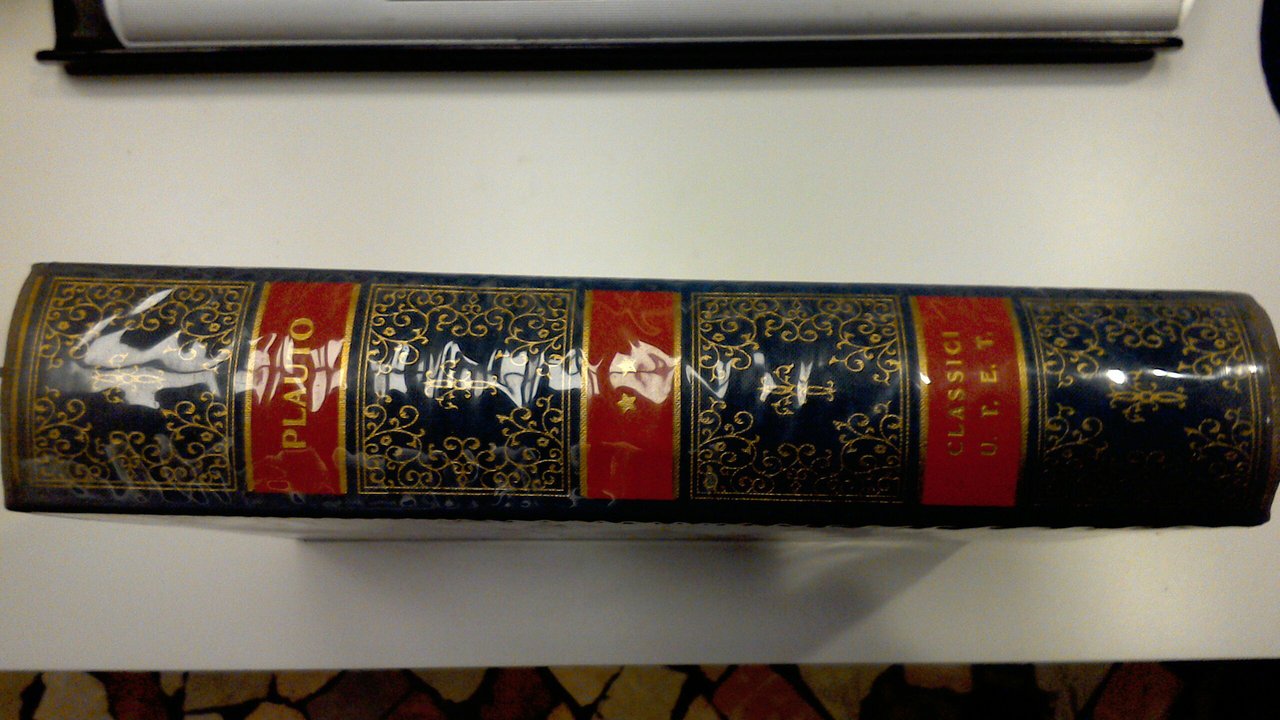 PLAUTO
CLASSICI
U. T. E. T.